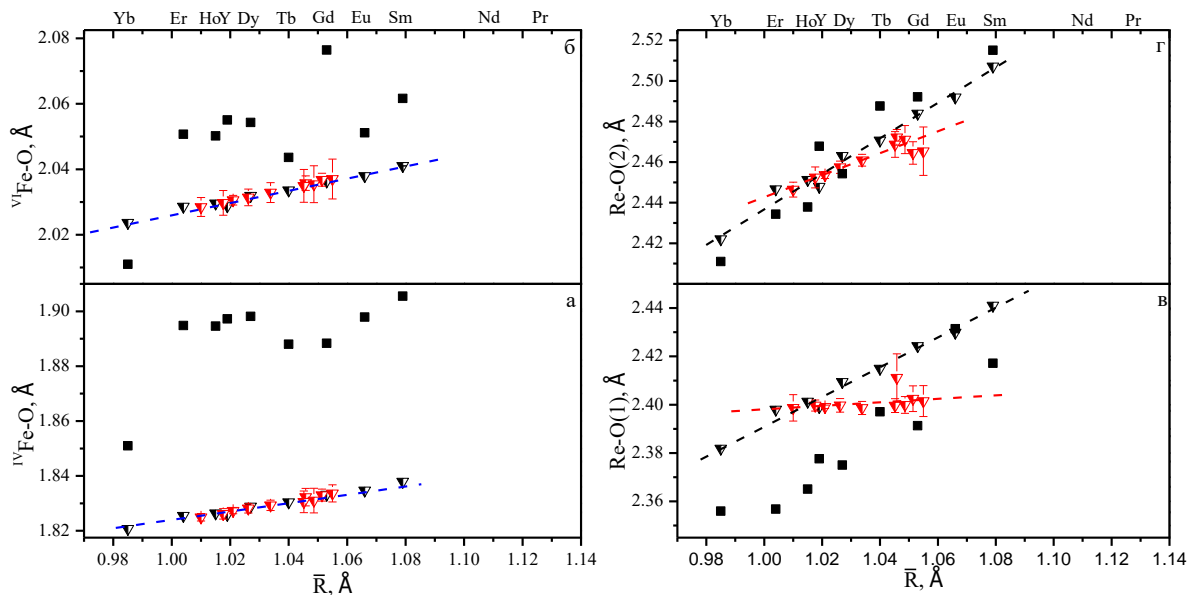 Yb Er Ho Y Dy Tb Gd Eu Sm Nd Pr
б
2.08
2.06
2.04
2.02
VIFe-O, Å
а
1.90
1.88
1.86
1.84
1.82
IVFe-O, Å
0.98 1.00 1.02 1.04 1.06 1.08 1.10 1.12 1.14
R̅, Å
Yb Er Ho Y Dy Tb Gd Eu Sm Nd Pr
г
2.52
2.50
2.48
2.46
2.44
2.42
Re-O(2), Å
в
2.44
2.42
2.40
2.38
2.36
Re-O(1), Å
0.98 1.00 1.02 1.04 1.06 1.08 1.10 1.12 1.14
R̅, Å